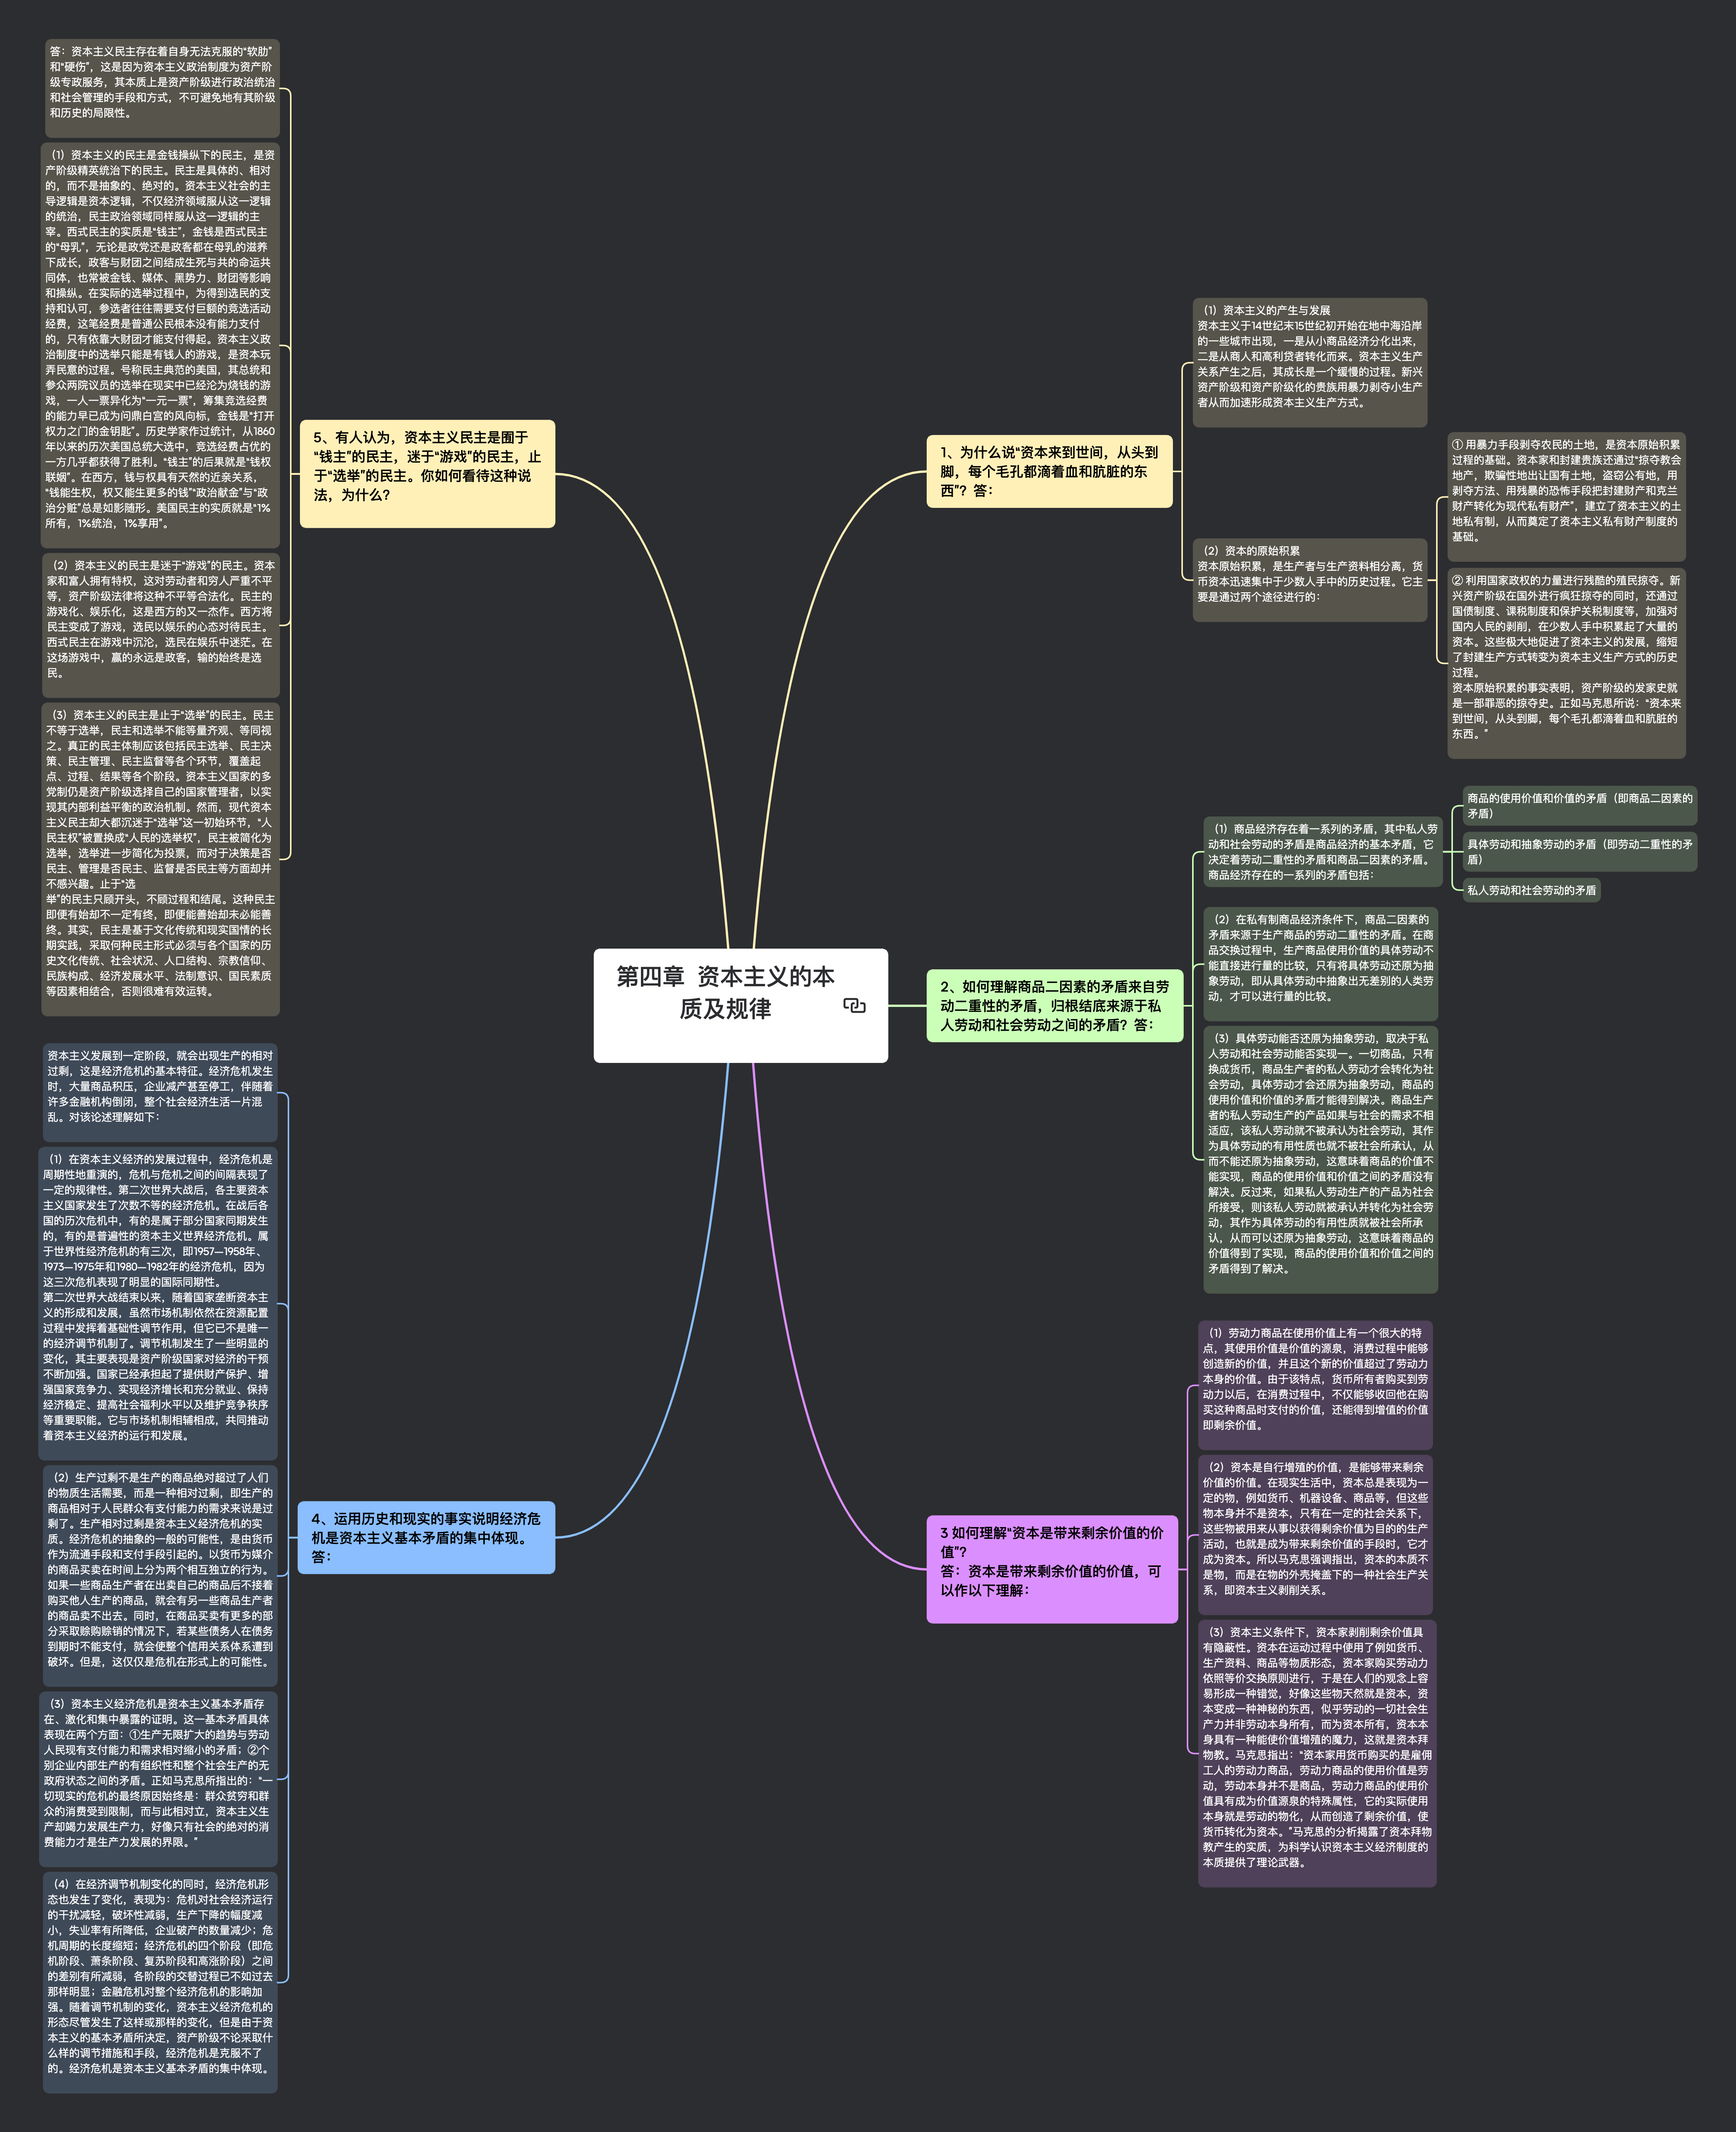 第四章 资本主义的本
质及规律
1、为什么说“资本来到世间，从头到
脚，每个毛孔都滴着血和肮脏的东
西”？答：
（1）资本主义的产生与发展
资本主义于14世纪末15世纪初开始在地中海沿岸
的一些城市出现，一是从小商品经济分化出来，
二是从商人和高利贷者转化而来。资本主义生产
关系产生之后，其成长是一个缓慢的过程。新兴
资产阶级和资产阶级化的贵族用暴力剥夺小生产
者从而加速形成资本主义生产方式。
（2）资本的原始积累
资本原始积累，是生产者与生产资料相分离，货
币资本迅速集中于少数人手中的历史过程。它主
要是通过两个途径进行的：
① 用暴力手段剥夺农民的土地，是资本原始积累
过程的基础。资本家和封建贵族还通过“掠夺教会
地产，欺骗性地出让国有土地，盗窃公有地，用
剥夺方法、用残暴的恐怖手段把封建财产和克兰
财产转化为现代私有财产”，建立了资本主义的土
地私有制，从而奠定了资本主义私有财产制度的
基础。
② 利用国家政权的力量进行残酷的殖民掠夺。新
兴资产阶级在国外进行疯狂掠夺的同时，还通过
国债制度、课税制度和保护关税制度等，加强对
国内人民的剥削，在少数人手中积累起了大量的
资本。这些极大地促进了资本主义的发展，缩短
了封建生产方式转变为资本主义生产方式的历史
过程。
资本原始积累的事实表明，资产阶级的发家史就
是一部罪恶的掠夺史。正如马克思所说：“资本来
到世间，从头到脚，每个毛孔都滴着血和肮脏的
东西。”
2、如何理解商品二因素的矛盾来自劳
动二重性的矛盾，归根结底来源于私
人劳动和社会劳动之间的矛盾？答：
（1）商品经济存在着一系列的矛盾，其中私人劳
动和社会劳动的矛盾是商品经济的基本矛盾，它
决定着劳动二重性的矛盾和商品二因素的矛盾。
商品经济存在的一系列的矛盾包括：
商品的使用价值和价值的矛盾（即商品二因素的
矛盾）
具体劳动和抽象劳动的矛盾（即劳动二重性的矛
盾）
私人劳动和社会劳动的矛盾
（2）在私有制商品经济条件下，商品二因素的
矛盾来源于生产商品的劳动二重性的矛盾。在商
品交换过程中，生产商品使用价值的具体劳动不
能直接进行量的比较，只有将具体劳动还原为抽
象劳动，即从具体劳动中抽象出无差别的人类劳
动，才可以进行量的比较。
（3）具体劳动能否还原为抽象劳动，取决于私
人劳动和社会劳动能否实现一。一切商品，只有
换成货币，商品生产者的私人劳动才会转化为社
会劳动，具体劳动才会还原为抽象劳动，商品的
使用价值和价值的矛盾才能得到解决。商品生产
者的私人劳动生产的产品如果与社会的需求不相
适应，该私人劳动就不被承认为社会劳动，其作
为具体劳动的有用性质也就不被社会所承认，从
而不能还原为抽象劳动，这意味着商品的价值不
能实现，商品的使用价值和价值之间的矛盾没有
解决。反过来，如果私人劳动生产的产品为社会
所接受，则该私人劳动就被承认并转化为社会劳
动，其作为具体劳动的有用性质就被社会所承
认，从而可以还原为抽象劳动，这意味着商品的
价值得到了实现，商品的使用价值和价值之间的
矛盾得到了解决。
3 如何理解“资本是带来剩余价值的价
值”？
答：资本是带来剩余价值的价值，可
以作以下理解：
（1）劳动力商品在使用价值上有一个很大的特
点，其使用价值是价值的源泉，消费过程中能够
创造新的价值，并且这个新的价值超过了劳动力
本身的价值。由于该特点，货币所有者购买到劳
动力以后，在消费过程中，不仅能够收回他在购
买这种商品时支付的价值，还能得到增值的价值
即剩余价值。
（2）资本是自行增殖的价值，是能够带来剩余
价值的价值。在现实生活中，资本总是表现为一
定的物，例如货币、机器设备、商品等，但这些
物本身并不是资本，只有在一定的社会关系下，
这些物被用来从事以获得剩余价值为目的的生产
活动，也就是成为带来剩余价值的手段时，它才
成为资本。所以马克思强调指出，资本的本质不
是物，而是在物的外壳掩盖下的一种社会生产关
系，即资本主义剥削关系。
（3）资本主义条件下，资本家剥削剩余价值具
有隐蔽性。资本在运动过程中使用了例如货币、
生产资料、商品等物质形态，资本家购买劳动力
依照等价交换原则进行，于是在人们的观念上容
易形成一种错觉，好像这些物天然就是资本，资
本变成一种神秘的东西，似乎劳动的一切社会生
产力并非劳动本身所有，而为资本所有，资本本
身具有一种能使价值增殖的魔力，这就是资本拜
物教。马克思指出：“资本家用货币购买的是雇佣
工人的劳动力商品，劳动力商品的使用价值是劳
动，劳动本身并不是商品，劳动力商品的使用价
值具有成为价值源泉的特殊属性，它的实际使用
本身就是劳动的物化，从而创造了剩余价值，使
货币转化为资本。”马克思的分析揭露了资本拜物
教产生的实质，为科学认识资本主义经济制度的
本质提供了理论武器。
4、运用历史和现实的事实说明经济危
机是资本主义基本矛盾的集中体现。
答：
资本主义发展到一定阶段，就会出现生产的相对
过剩，这是经济危机的基本特征。经济危机发生
时，大量商品积压，企业减产甚至停工，伴随着
许多金融机构倒闭，整个社会经济生活一片混
乱。对该论述理解如下：
（1）在资本主义经济的发展过程中，经济危机是
周期性地重演的，危机与危机之间的间隔表现了
一定的规律性。第二次世界大战后，各主要资本
主义国家发生了次数不等的经济危机。在战后各
国的历次危机中，有的是属于部分国家同期发生
的，有的是普遍性的资本主义世界经济危机。属
于世界性经济危机的有三次，即1957—1958年、
1973—1975年和1980—1982年的经济危机，因为
这三次危机表现了明显的国际同期性。
第二次世界大战结束以来，随着国家垄断资本主
义的形成和发展，虽然市场机制依然在资源配置
过程中发挥着基础性调节作用，但它已不是唯一
的经济调节机制了。调节机制发生了一些明显的
变化，其主要表现是资产阶级国家对经济的干预
不断加强。国家已经承担起了提供财产保护、增
强国家竞争力、实现经济增长和充分就业、保持
经济稳定、提高社会福利水平以及维护竞争秩序
等重要职能。它与市场机制相辅相成，共同推动
着资本主义经济的运行和发展。
（2）生产过剩不是生产的商品绝对超过了人们
的物质生活需要，而是一种相对过剩，即生产的
商品相对于人民群众有支付能力的需求来说是过
剩了。生产相对过剩是资本主义经济危机的实
质。经济危机的抽象的一般的可能性，是由货币
作为流通手段和支付手段引起的。以货币为媒介
的商品买卖在时间上分为两个相互独立的行为。
如果一些商品生产者在出卖自己的商品后不接着
购买他人生产的商品，就会有另一些商品生产者
的商品卖不出去。同时，在商品买卖有更多的部
分采取赊购赊销的情况下，若某些债务人在债务
到期时不能支付，就会使整个信用关系体系遭到
破坏。但是，这仅仅是危机在形式上的可能性。
（3）资本主义经济危机是资本主义基本矛盾存
在、激化和集中暴露的证明。这一基本矛盾具体
表现在两个方面：①生产无限扩大的趋势与劳动
人民现有支付能力和需求相对缩小的矛盾；②个
别企业内部生产的有组织性和整个社会生产的无
政府状态之间的矛盾。正如马克思所指出的：“一
切现实的危机的最终原因始终是：群众贫穷和群
众的消费受到限制，而与此相对立，资本主义生
产却竭力发展生产力，好像只有社会的绝对的消
费能力才是生产力发展的界限。”
（4）在经济调节机制变化的同时，经济危机形
态也发生了变化，表现为：危机对社会经济运行
的干扰减轻，破坏性减弱，生产下降的幅度减
小，失业率有所降低，企业破产的数量减少；危
机周期的长度缩短；经济危机的四个阶段（即危
机阶段、萧条阶段、复苏阶段和高涨阶段）之间
的差别有所减弱，各阶段的交替过程已不如过去
那样明显；金融危机对整个经济危机的影响加
强。随着调节机制的变化，资本主义经济危机的
形态尽管发生了这样或那样的变化，但是由于资
本主义的基本矛盾所决定，资产阶级不论采取什
么样的调节措施和手段，经济危机是克服不了
的。经济危机是资本主义基本矛盾的集中体现。
5、有人认为，资本主义民主是囿于
“钱主”的民主，迷于“游戏”的民主，止
于“选举”的民主。你如何看待这种说
法，为什么？
答：资本主义民主存在着自身无法克服的“软肋”
和“硬伤”，这是因为资本主义政治制度为资产阶
级专政服务，其本质上是资产阶级进行政治统治
和社会管理的手段和方式，不可避免地有其阶级
和历史的局限性。
（1）资本主义的民主是金钱操纵下的民主，是资
产阶级精英统治下的民主。民主是具体的、相对
的，而不是抽象的、绝对的。资本主义社会的主
导逻辑是资本逻辑，不仅经济领域服从这一逻辑
的统治，民主政治领域同样服从这一逻辑的主
宰。西式民主的实质是“钱主”，金钱是西式民主
的“母乳”，无论是政党还是政客都在母乳的滋养
下成长，政客与财团之间结成生死与共的命运共
同体，也常被金钱、媒体、黑势力、财团等影响
和操纵。在实际的选举过程中，为得到选民的支
持和认可，参选者往往需要支付巨额的竞选活动
经费，这笔经费是普通公民根本没有能力支付
的，只有依靠大财团才能支付得起。资本主义政
治制度中的选举只能是有钱人的游戏，是资本玩
弄民意的过程。号称民主典范的美国，其总统和
参众两院议员的选举在现实中已经沦为烧钱的游
戏，一人一票异化为“一元一票”，筹集竞选经费
的能力早已成为问鼎白宫的风向标，金钱是“打开
权力之门的金钥匙”。历史学家作过统计，从1860
年以来的历次美国总统大选中，竞选经费占优的
一方几乎都获得了胜利。“钱主”的后果就是“钱权
联姻”。在西方，钱与权具有天然的近亲关系，
“钱能生权，权又能生更多的钱”“政治献金”与“政
治分赃”总是如影随形。美国民主的实质就是“1%
所有，1%统治，1%享用”。
（2）资本主义的民主是迷于“游戏”的民主。资本
家和富人拥有特权，这对劳动者和穷人严重不平
等，资产阶级法律将这种不平等合法化。民主的
游戏化、娱乐化，这是西方的又一杰作。西方将
民主变成了游戏，选民以娱乐的心态对待民主。
西式民主在游戏中沉沦，选民在娱乐中迷茫。在
这场游戏中，赢的永远是政客，输的始终是选
民。
（3）资本主义的民主是止于“选举”的民主。民主
不等于选举，民主和选举不能等量齐观、等同视
之。真正的民主体制应该包括民主选举、民主决
策、民主管理、民主监督等各个环节，覆盖起
点、过程、结果等各个阶段。资本主义国家的多
党制仍是资产阶级选择自己的国家管理者，以实
现其内部利益平衡的政治机制。然而，现代资本
主义民主却大都沉迷于“选举”这一初始环节，“人
民主权”被置换成“人民的选举权”，民主被简化为
选举，选举进一步简化为投票，而对于决策是否
民主、管理是否民主、监督是否民主等方面却并
不感兴趣。止于“选
举”的民主只顾开头，不顾过程和结尾。这种民主
即便有始却不一定有终，即便能善始却未必能善
终。其实，民主是基于文化传统和现实国情的长
期实践，采取何种民主形式必须与各个国家的历
史文化传统、社会状况、人口结构、宗教信仰、
民族构成、经济发展水平、法制意识、国民素质
等因素相结合，否则很难有效运转。